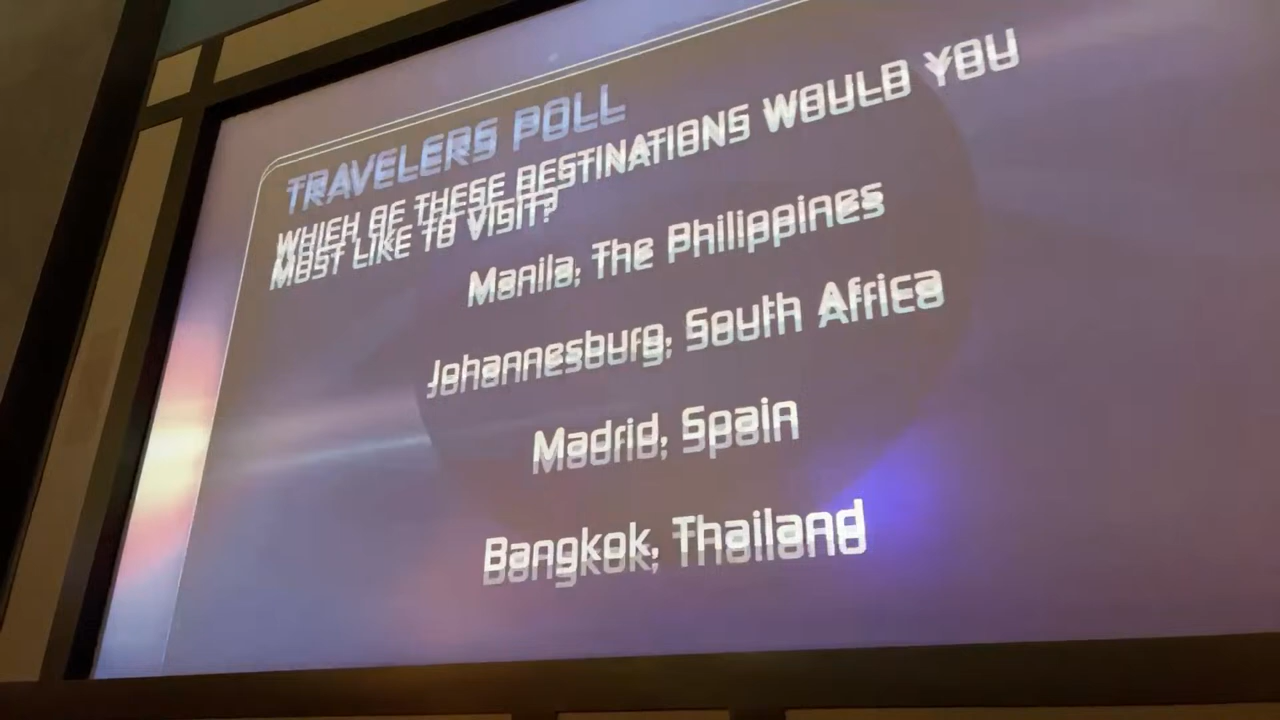 TRAVELERS POLL
WHICH OF THESE DESTINATIONS WOULD YOU
MOST LIKE TO VISIT?
Manila, The Philippines
Johannesburg, South Africa
Madrid, Spain
Bangkok, Thailand